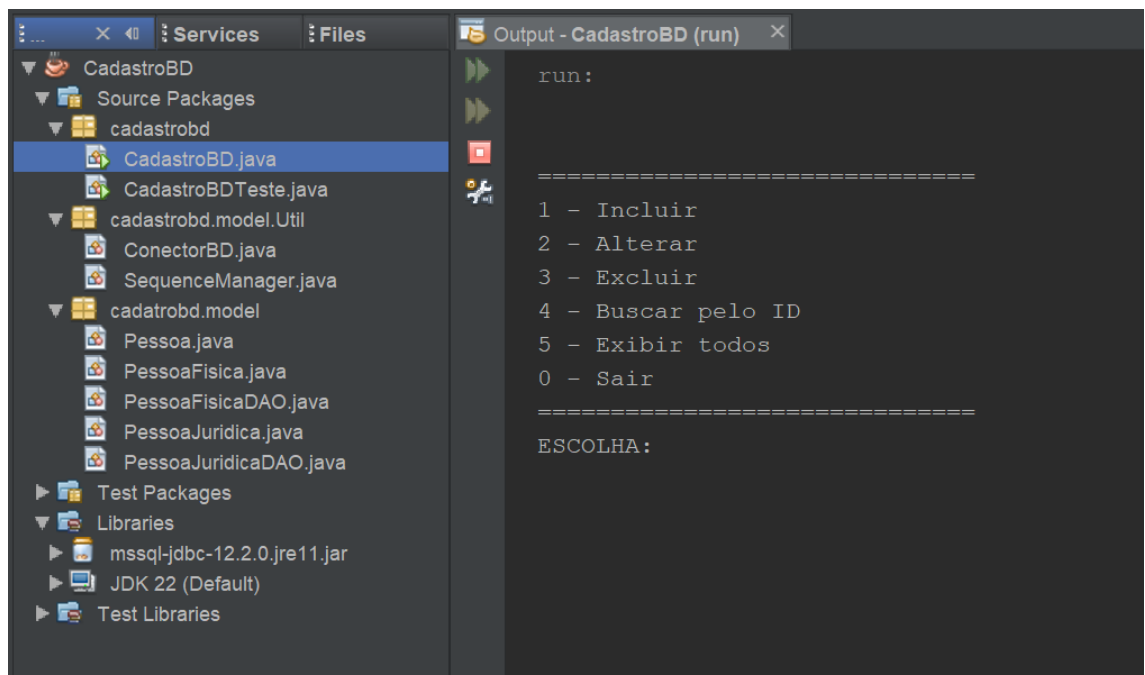 ... Services Files
CadastroBD
Source Packages
cadastrobd
CadastroBD.java
CadastroBDTeste.java
cadastrobd.model.Util
ConectorBD.java
SequenceManager.java
cadatrobd.model
Pessoa.java
PessoaFisica.java
PessoaFisicaDAO.java
PessoaJuridica.java
PessoaJuridicaDAO.java
Test Packages
Libraries
mssql-jdbc-12.2.0.jre11.jar
JDK 22 (Default)
Test Libraries
Output - CadastroBD (run)
run:
==============================
1 - Incluir
2 - Alterar
3 - Excluir
4 - Buscar pelo ID
5 - Exibir todos
0 - Sair
==============================
ESCOLHA: